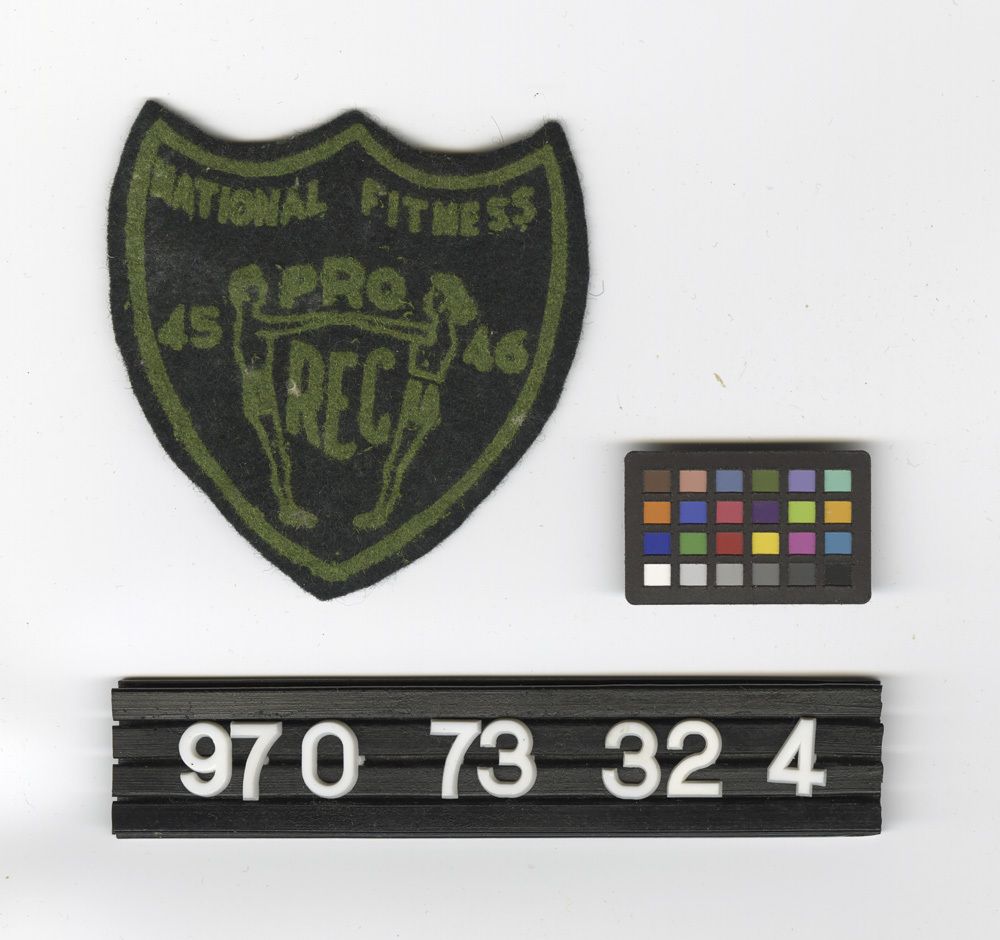 NATIONAL FITNESS
PRO
45 46
REC
970 73 32 4